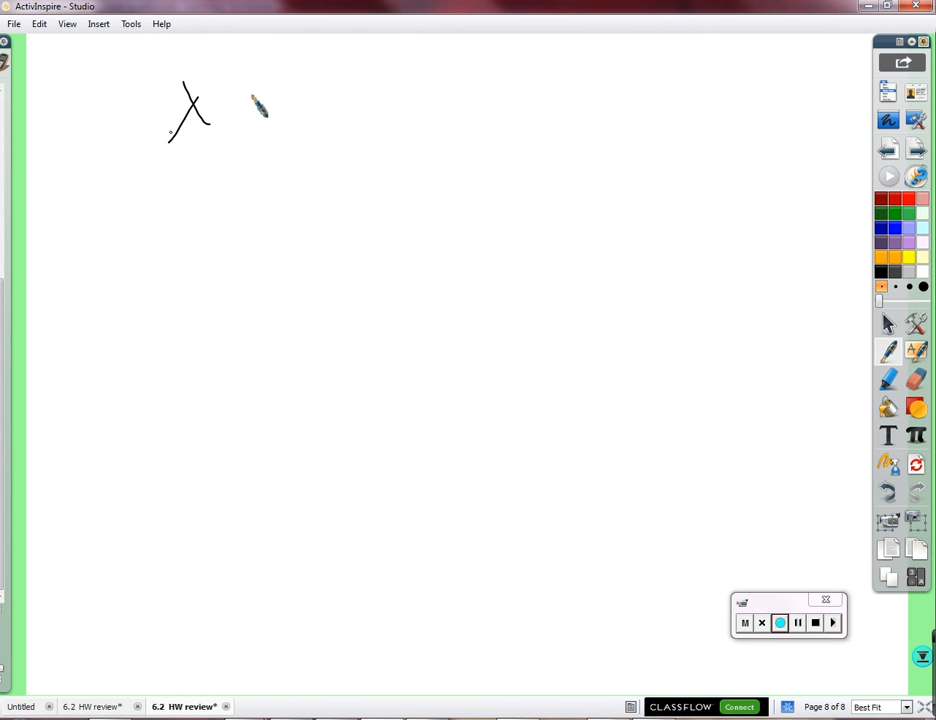 ActivInspire - Studio
File Edit View Insert Tools Help
x
T π
M
CLASSFLOW Connect
Untitled 6.2 HW review* 6.2 HW review* Page 8 of 8 Best Fit